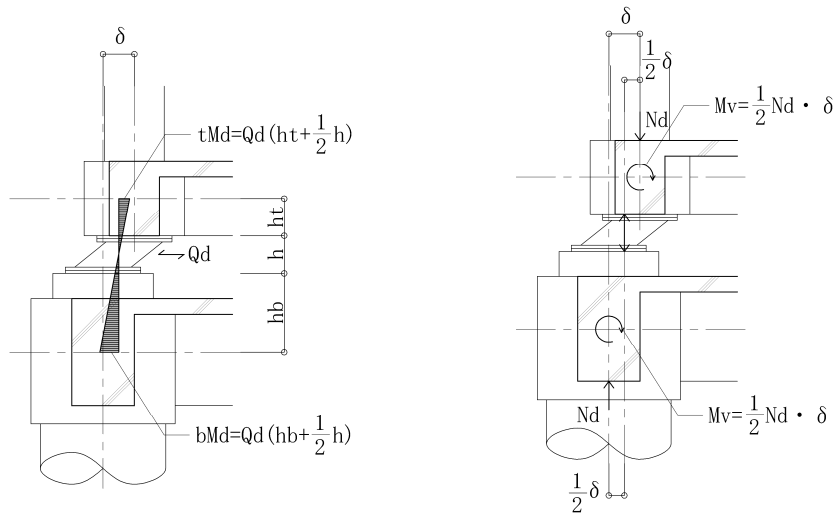 δ
tMd=Qd(ht+1/2h)
ht
h
Qd
hb
bMd=Qd(hb+1/2h)
δ
1/2δ
Nd
Mv=1/2Nd・δ
Nd
Mv=1/2Nd・δ
1/2δ